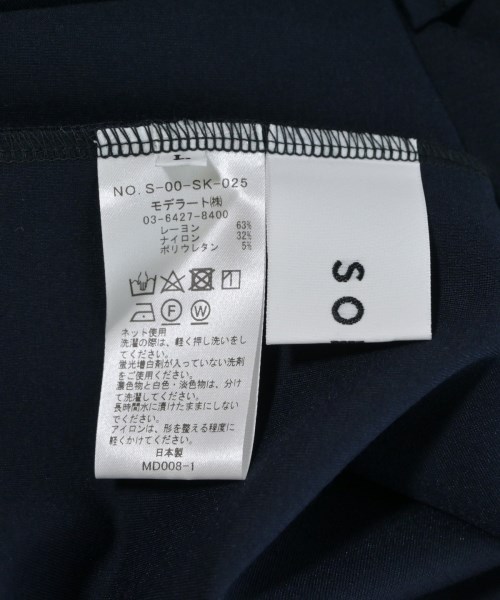 NO. S-00-SK-025
モデラート㈱
03-6427-8400
レーヨン 63%
ナイロン 32%
ポリウレタン 5%
F W
ネット使用
洗濯の際は、軽く押し洗いをし
てください。
蛍光増白剤が入っていない洗剤
をご使用ください。
濃色物と白色・淡色物は、分け
て洗濯してください。
長時間水に漬けたままにしない
でください。
アイロンは、形を整える程度に
軽くかけてください。
日本製
MD008-1
SO